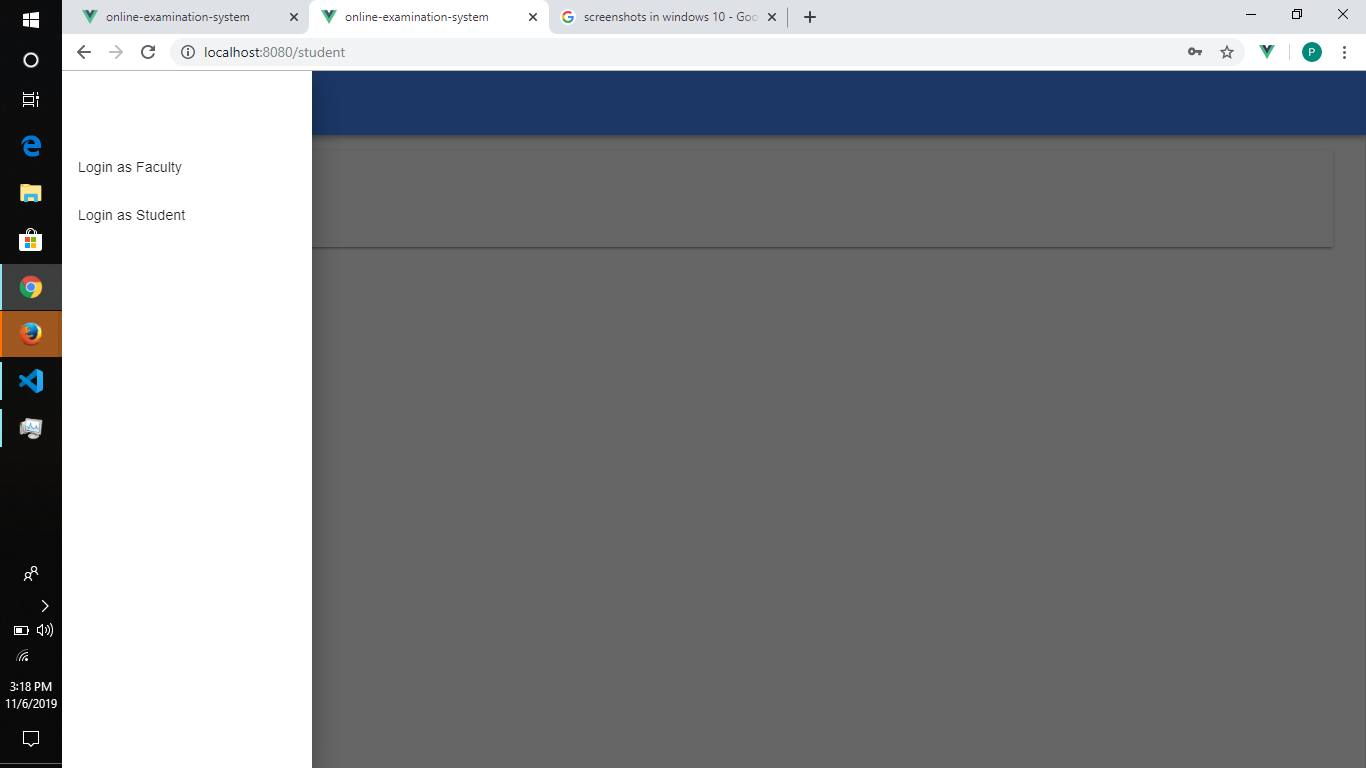 online-examination-system
online-examination-system
screenshots in windows 10 - Goo
localhost:8080/student
P
Login as Faculty
Login as Student
3:18 PM
11/6/2019